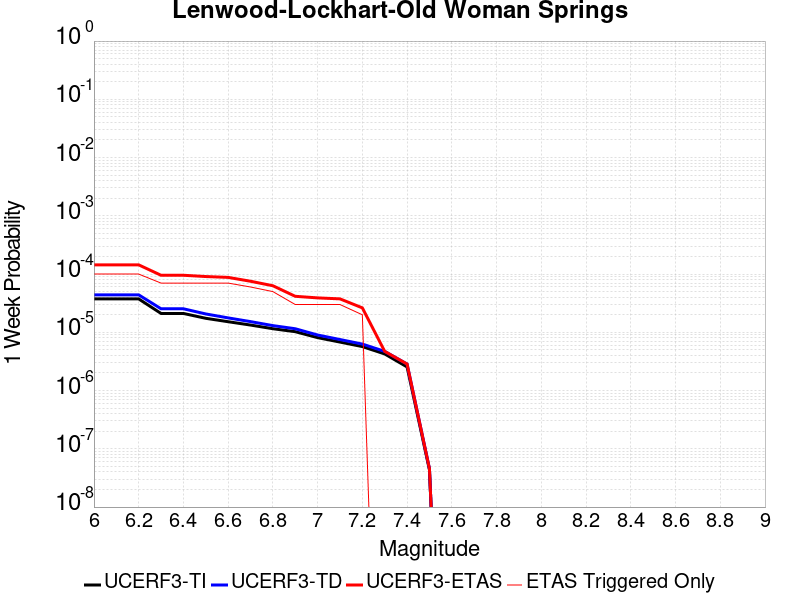 Lenwood-Lockhart-Old Woman Springs
10^0
10^-1
10^-2
10^-3
10^-4
10^-5
10^-6
10^-7
10^-8
1 Week Probability
6 6.2 6.4 6.6 6.8 7 7.2 7.4 7.6 7.8 8 8.2 8.4 8.6 8.8 9
Magnitude
UCERF3-TI UCERF3-TD UCERF3-ETAS ETAS Triggered Only